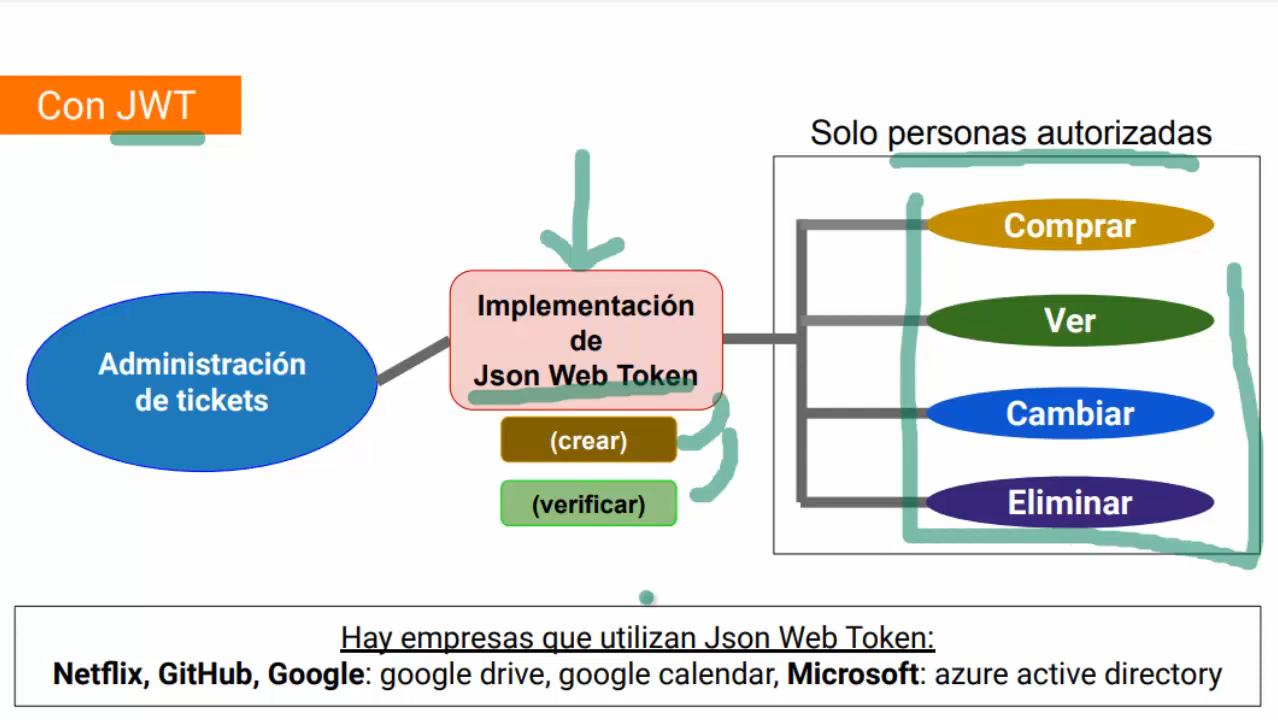 Con JWT
Solo personas autorizadas
Administración
de tickets
Implementación
de
Json Web Token
(crear)
(verificar)
Comprar
Ver
Cambiar
Eliminar
Hay empresas que utilizan Json Web Token:
Netflix, GitHub, Google: google drive, google calendar, Microsoft: azure active directory